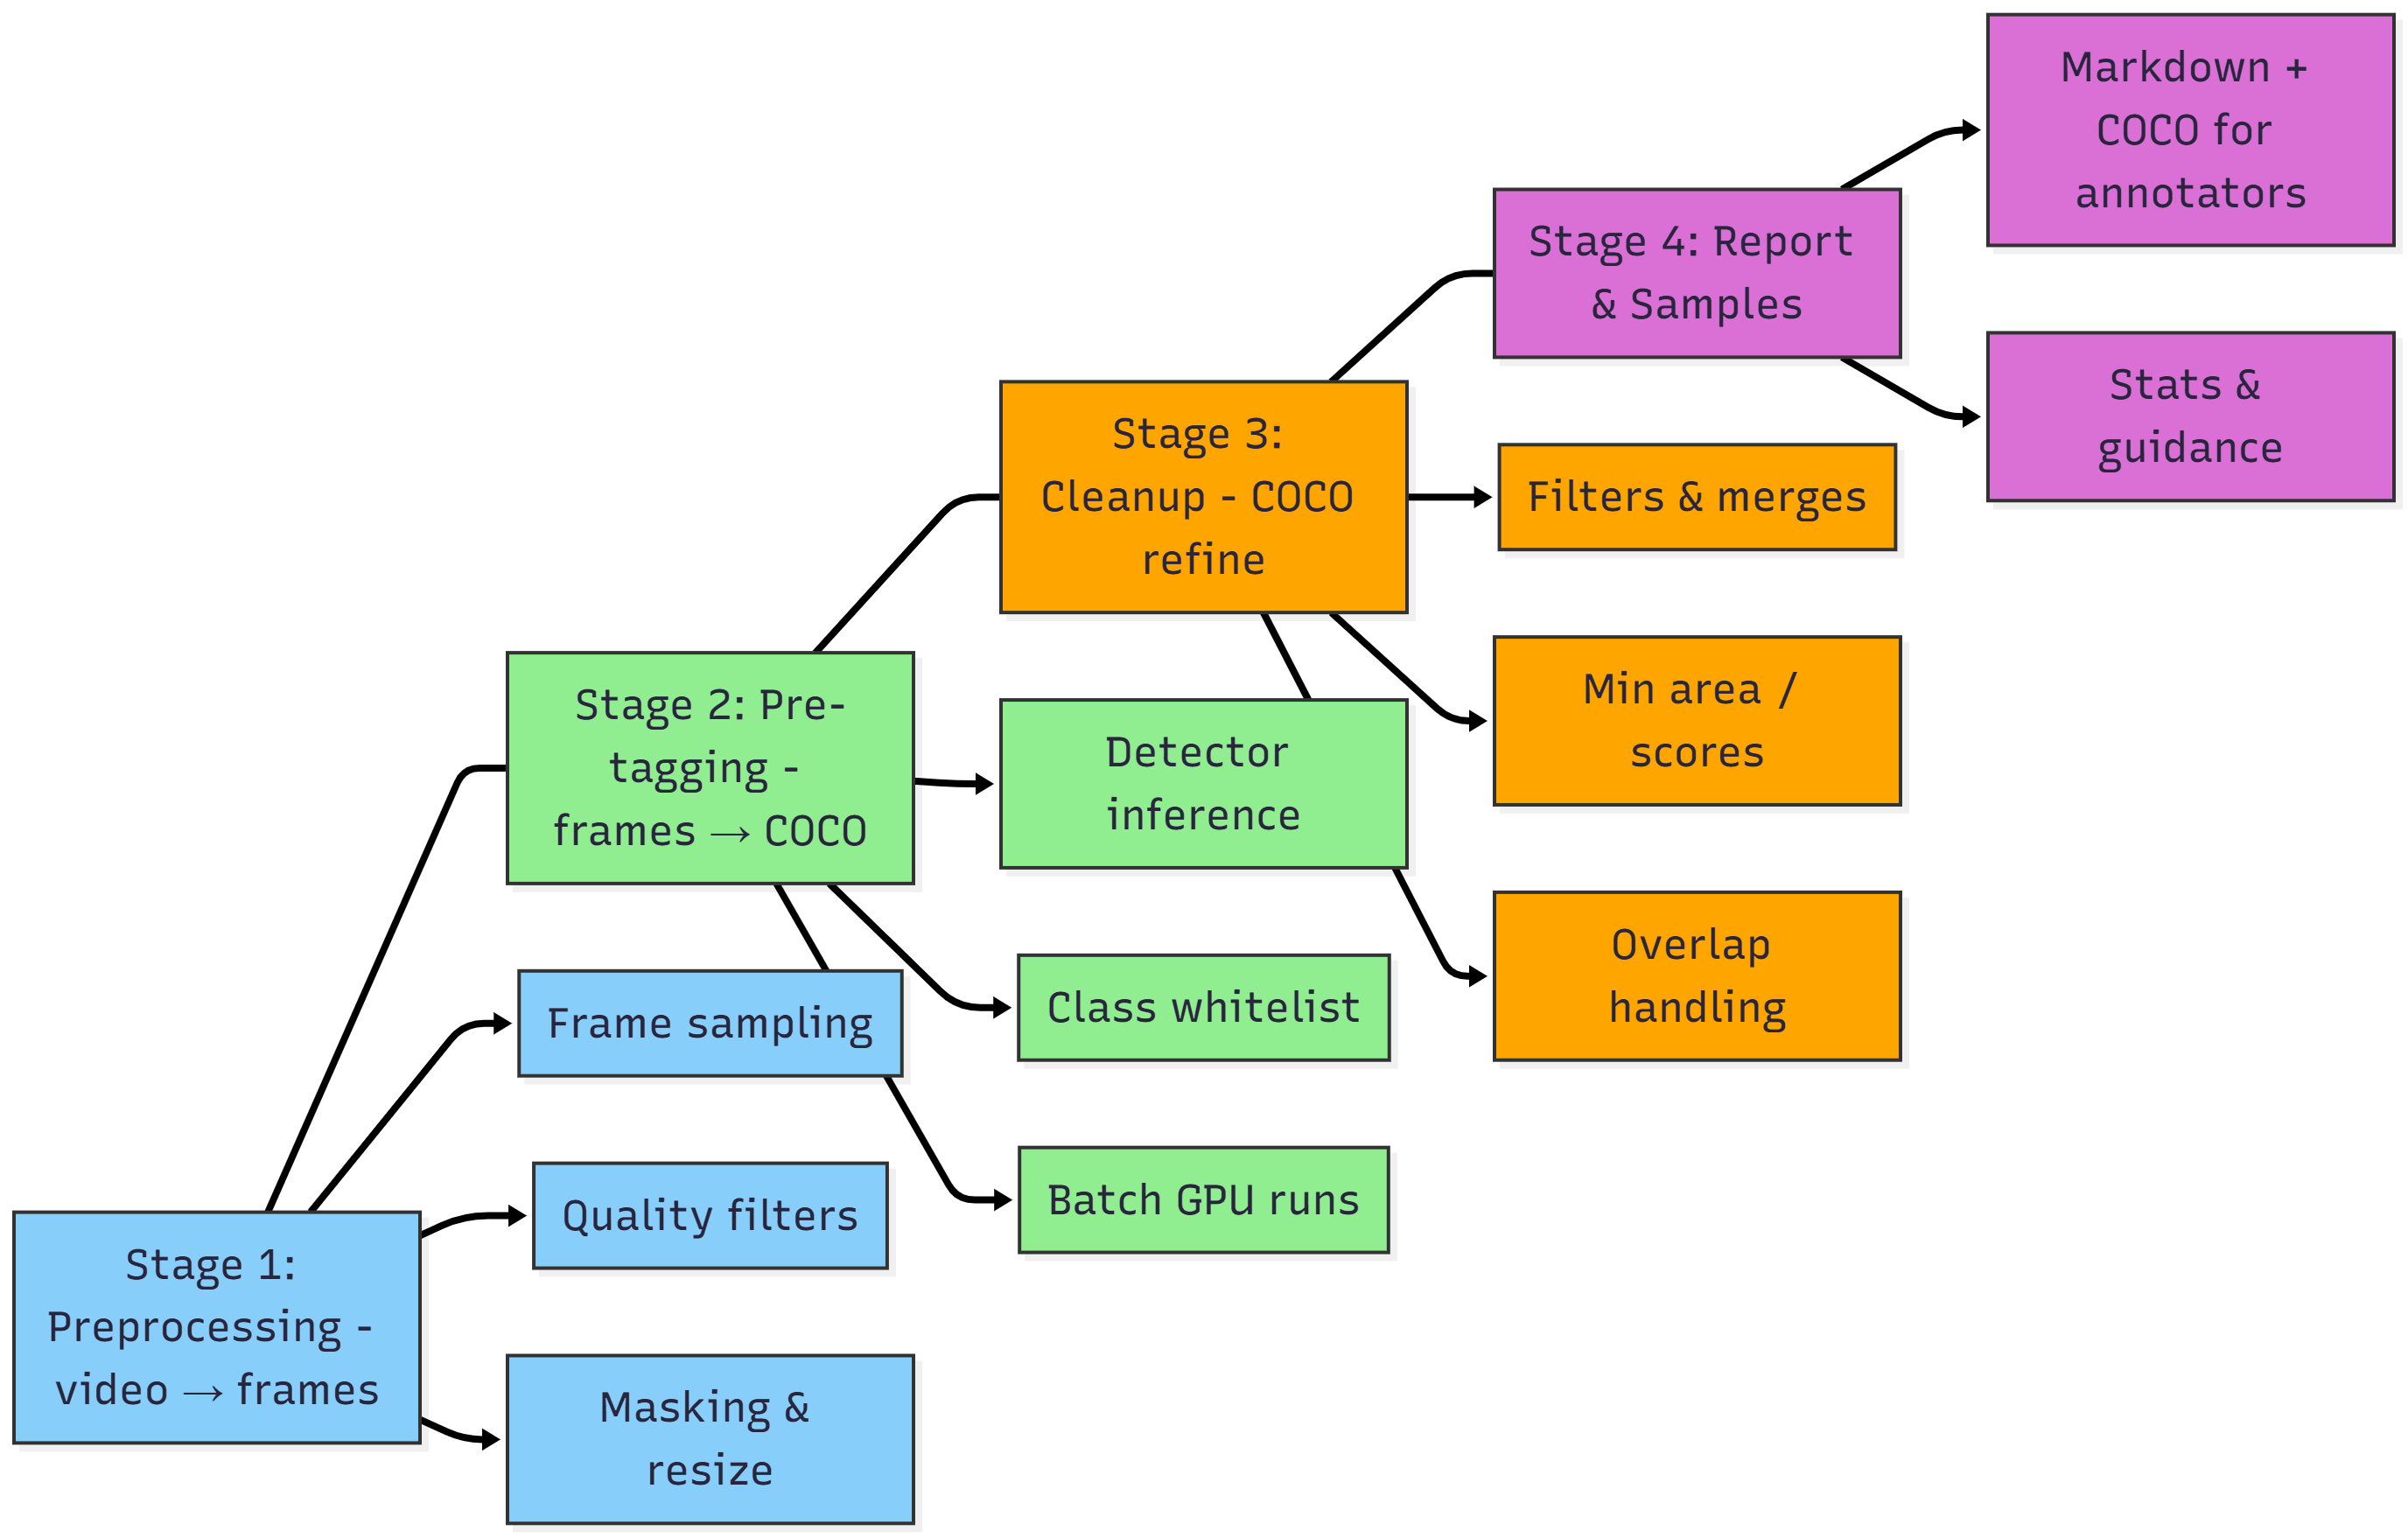 Stage 1:
Preprocessing -
video → frames
Frame sampling
Quality filters
Masking &
resize
Stage 2: Pre-
tagging -
frames → COCO
Detector
inference
Class whitelist
Batch GPU runs
Stage 3:
Cleanup - COCO
refine
Filters & merges
Min area /
scores
Overlap
handling
Stage 4: Report
& Samples
Markdown +
COCO for
annotators
Stats &
guidance